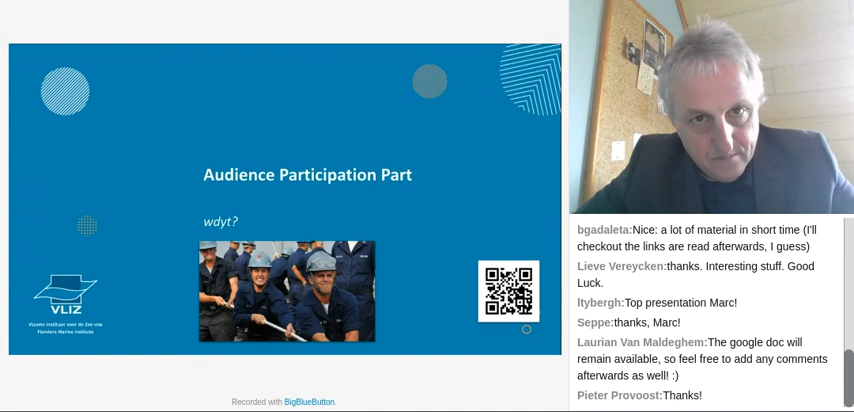 Audience Participation Part
wdyt?
VLIZ
Vlaams Instituut voor de Zee vzw
Flanders Marine Institute
Recorded with BigBlueButton.
bgadaleta:Nice: a lot of material in short time (I'll
checkout the links are read afterwards, I guess)
Lieve Vereycken:thanks. Interesting stuff. Good
Luck.
ltybergh:Top presentation Marc!
Seppe:thanks, Marc!
Laurian Van Maldeghem:The google doc will
remain available, so feel free to add any comments
afterwards as well! :)
Pieter Provoost:Thanks!